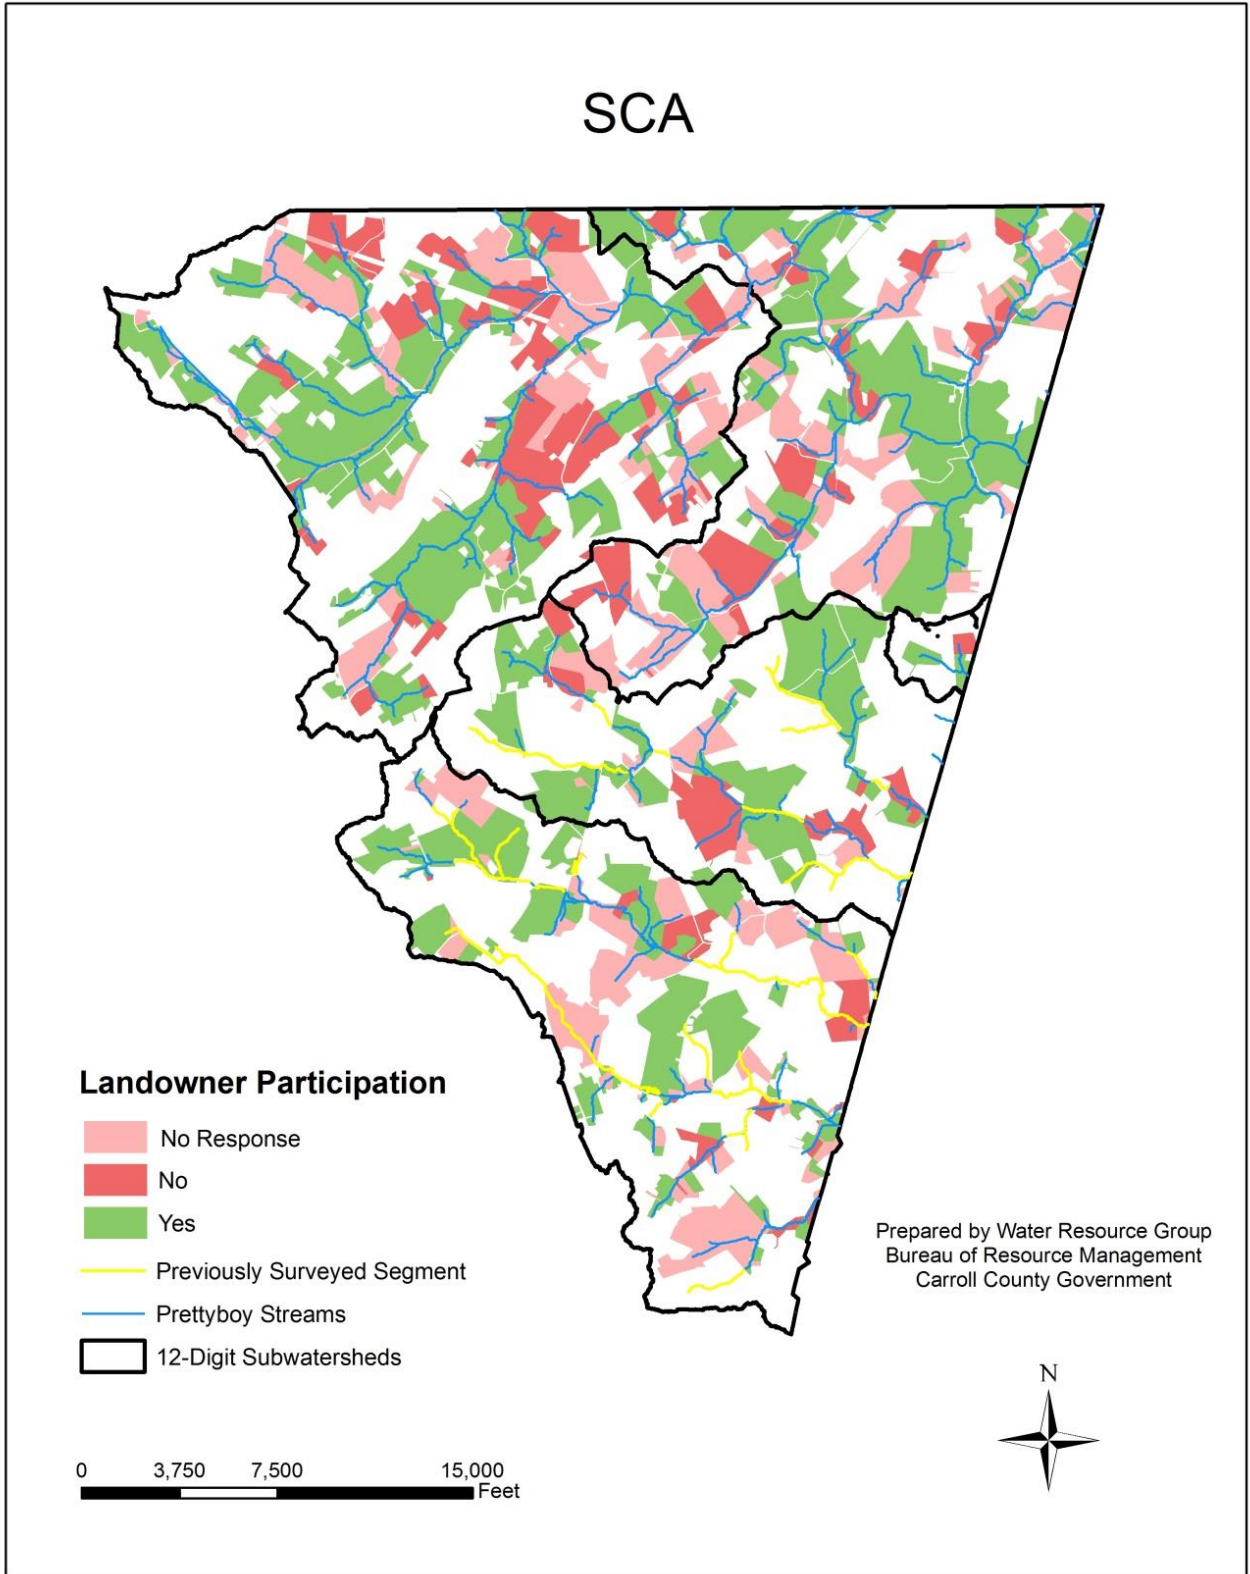 SCA
Landowner Participation
No Response
No
Yes
Previously Surveyed Segment
Prettyboy Streams
12-Digit Subwatersheds
Prepared by Water Resource Group
Bureau of Resource Management
Carroll County Government
N
0 3,750 7,500 15,000
Feet